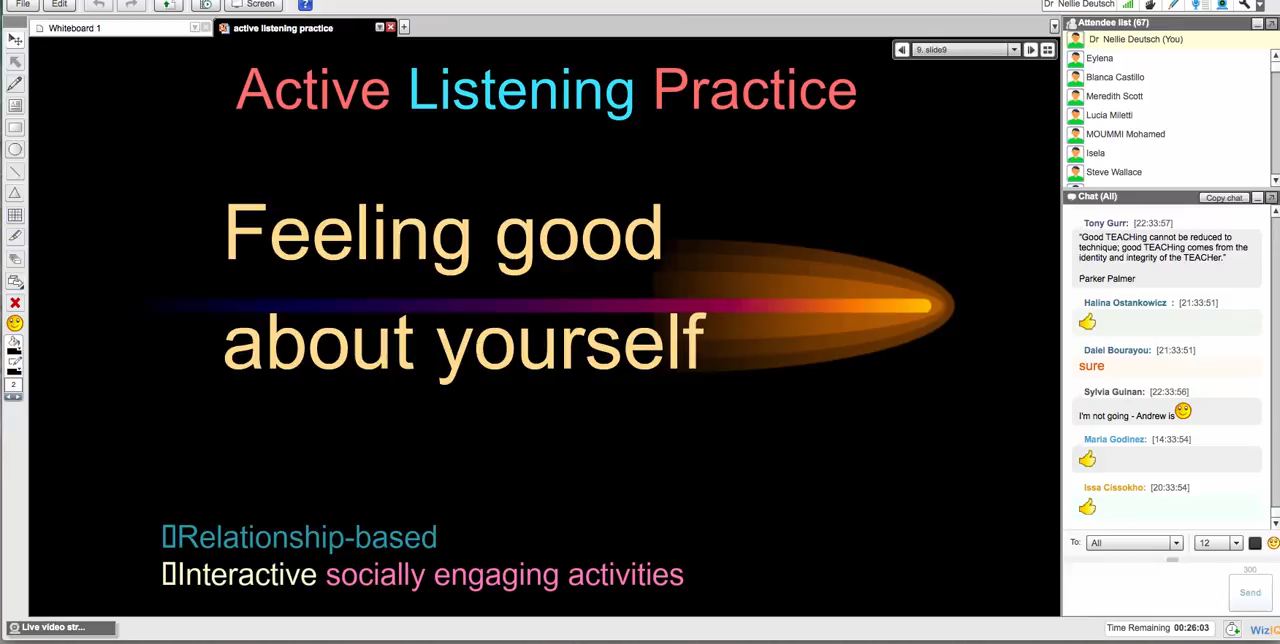 File Edit Screen ?
Dr Nellie Deutsch
Whiteboard 1
active listening practice
Attendee list (67)
Dr Nellie Deutsch (You)
Eylena
Blanca Castillo
Meredith Scott
Lucia Miletti
MOUMMI Mohamed
Isela
Steve Wallace
9. slide9
Active Listening Practice
Feeling good
about yourself
Relationship-based
Interactive socially engaging activities
Chat (All)
Copy chat
Tony Gurr: [22:33:57]
"Good TEACHing cannot be reduced to
technique; good TEACHing comes from the
identity and integrity of the TEACHer."
Parker Palmer
Halina Ostankowicz : [21:33:51]
Dalel Bourayou: [21:33:51]
sure
Sylvia Guinan: [22:33:56]
I'm not going - Andrew is
Maria Godinez: [14:33:54]
Issa Cissokho: [20:33:54]
To: All 12
300
Send
2
Live video str...
Time Remaining 00:26:03
WizIQ